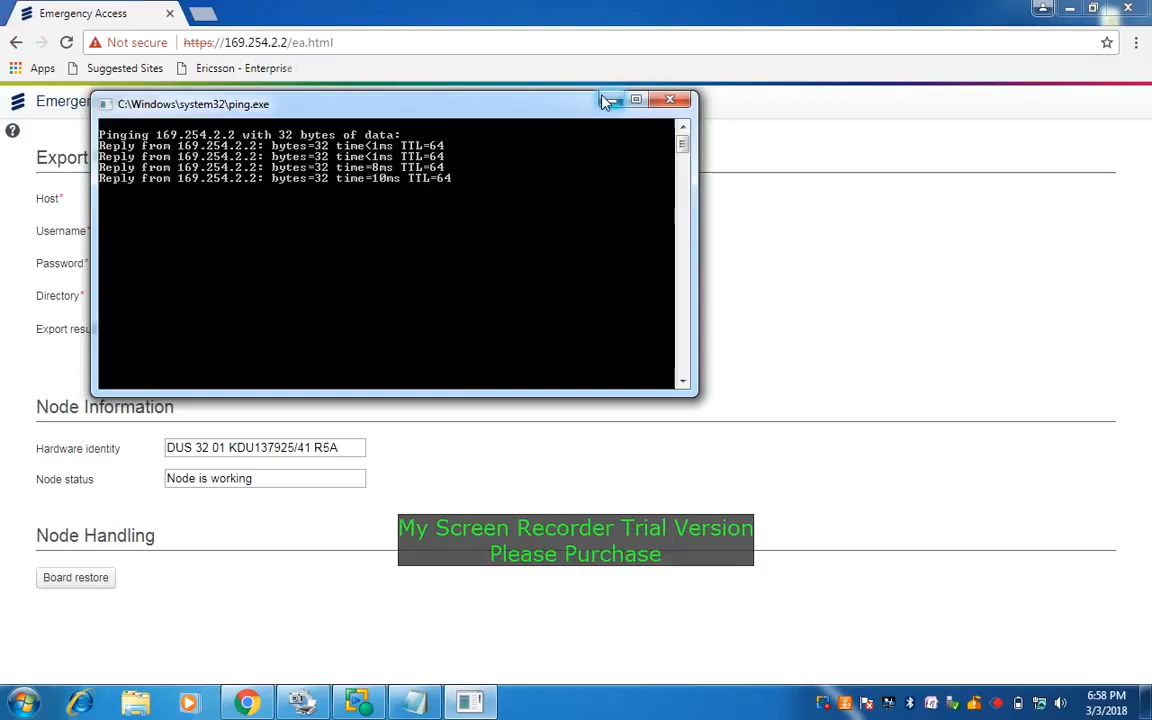 Emergency Access
Not secure https://169.254.2.2/ea.html
Apps Suggested Sites Ericsson - Enterprise
C:\Windows\system32\ping.exe
Pinging 169.254.2.2 with 32 bytes of data:
Reply from 169.254.2.2: bytes=32 time<1ms TTL=64
Reply from 169.254.2.2: bytes=32 time<1ms TTL=64
Reply from 169.254.2.2: bytes=32 time=8ms TTL=64
Reply from 169.254.2.2: bytes=32 time=10ms TTL=64
Emerge
Export
Host*
Username*
Password*
Directory*
Export resu
Node Information
Hardware identity DUS 32 01 KDU137925/41 R5A
Node status Node is working
My Screen Recorder Trial Version
Please Purchase
Node Handling
Board restore
6:58 PM
3/3/2018